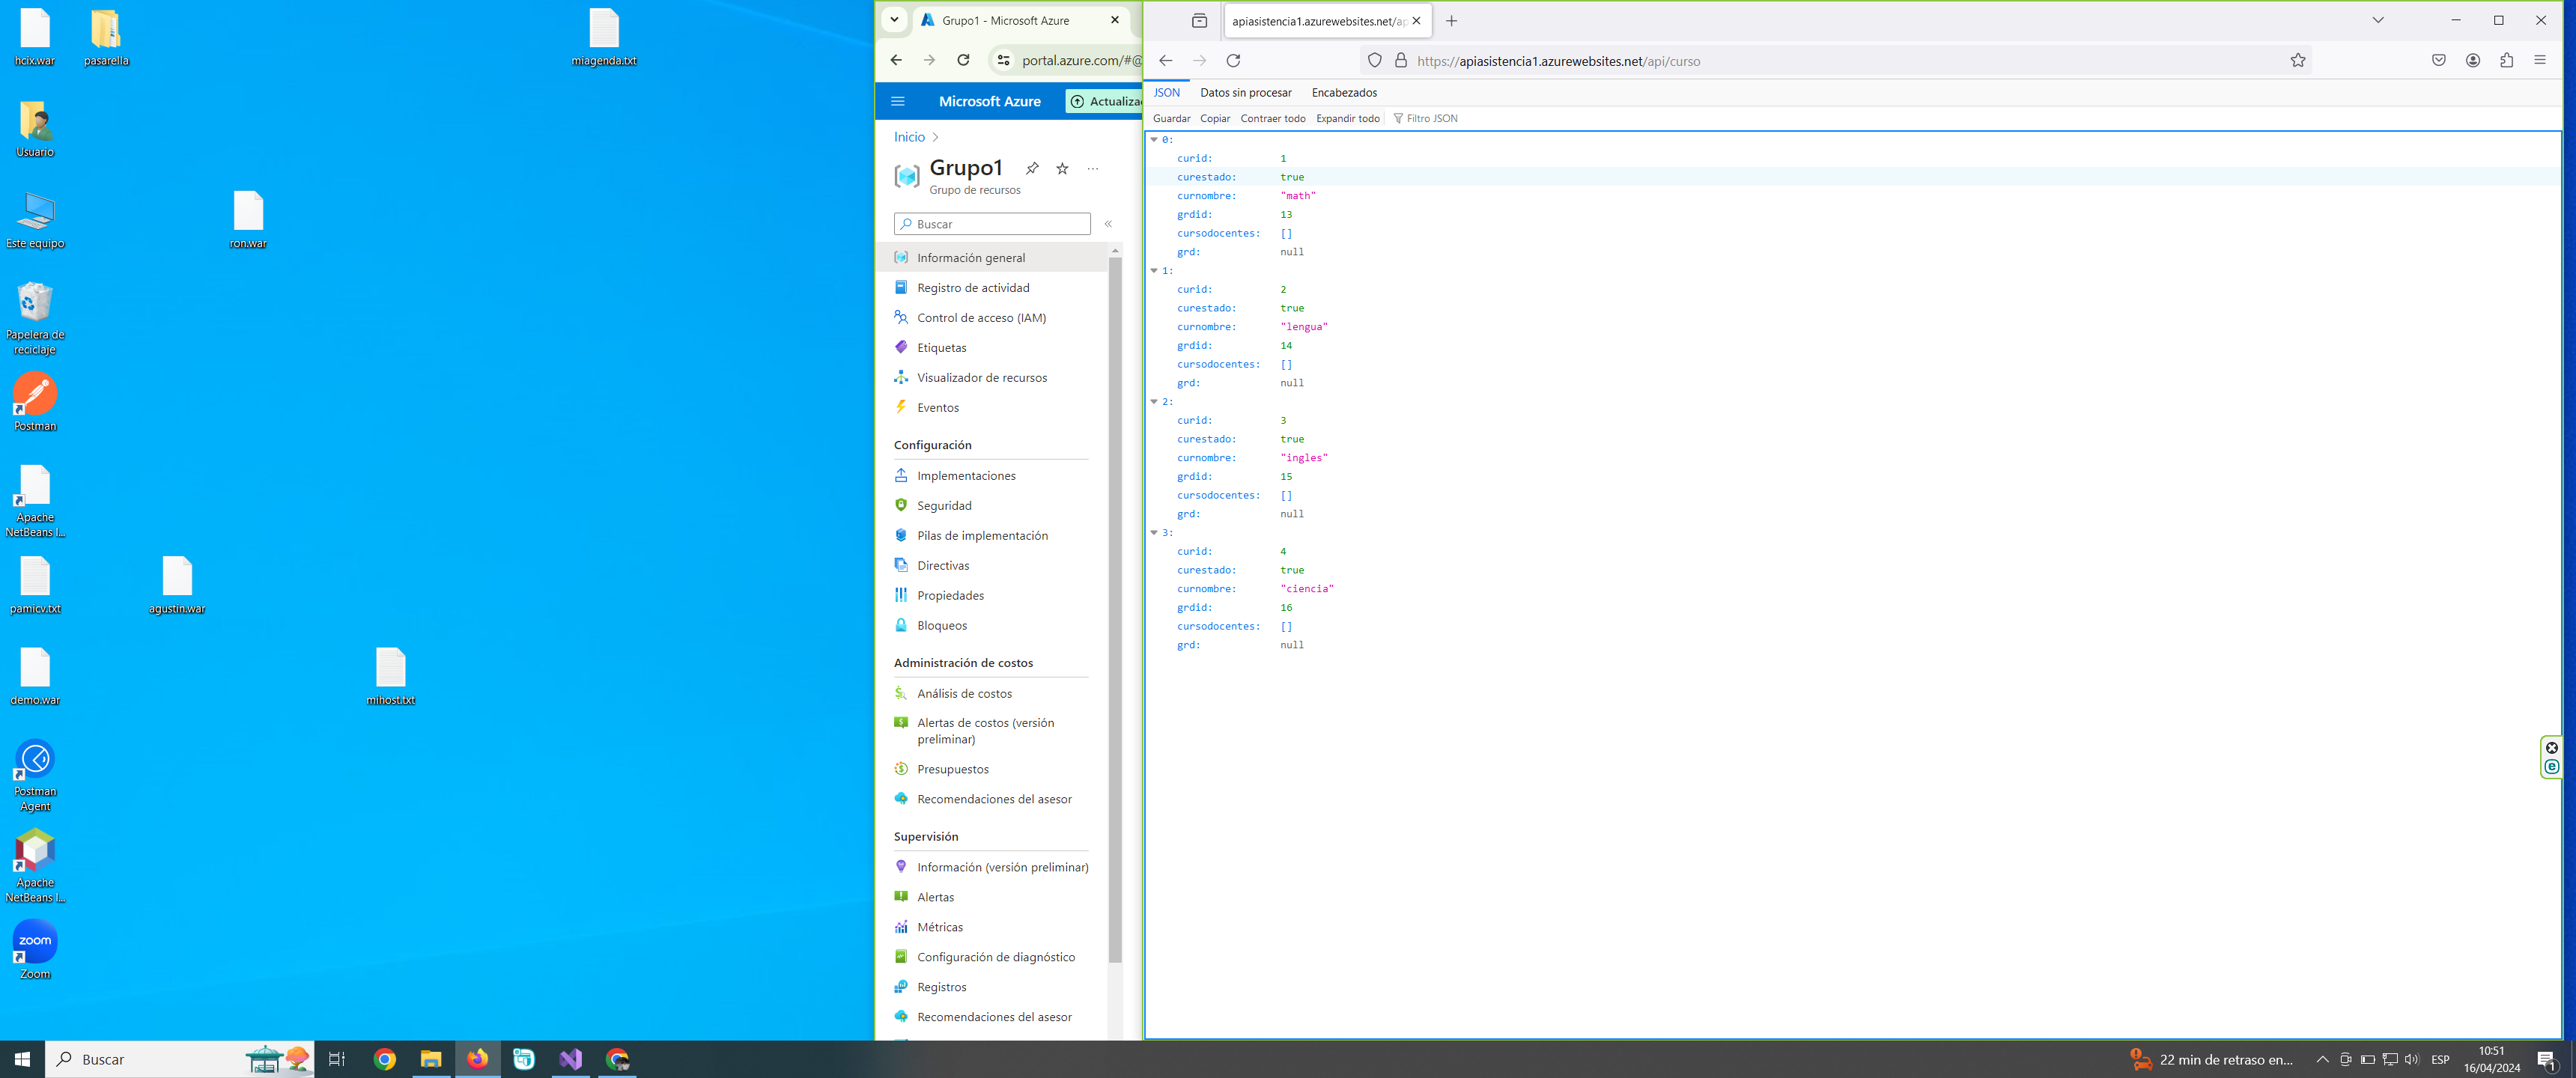 hcix.war
pasarella
miagenda.txt
Usuario
Este equipo
ron.war
Papelera de
reciclaje
Postman
Apache
NetBeans I...
pamicv.txt
agustin.war
demo.war
mihost.txt
Postman
Agent
Apache
NetBeans I...
zoom
Zoom
Grupo1 - Microsoft Azure
portal.azure.com/#@
Microsoft Azure
Actualiza
Inicio
Grupo1
Grupo de recursos
Buscar
Información general
Registro de actividad
Control de acceso (IAM)
Etiquetas
Visualizador de recursos
Eventos
Configuración
Implementaciones
Seguridad
Pilas de implementación
Directivas
Propiedades
Bloqueos
Administración de costos
Análisis de costos
Alertas de costos (versión
preliminar)
Presupuestos
Recomendaciones del asesor
Supervisión
Información (versión preliminar)
Alertas
Métricas
Configuración de diagnóstico
Registros
Recomendaciones del asesor
apiasistencia1.azurewebsites.net/ap
https://apiasistencia1.azurewebsites.net/api/curso
JSON Datos sin procesar Encabezados
Guardar Copiar Contraer todo Expandir todo Filtro JSON
0:
curid: 1
curestado: true
curnombre: "math"
grdid: 13
cursodocentes: []
grd: null
1:
curid: 2
curestado: true
curnombre: "lengua"
grdid: 14
cursodocentes: []
grd: null
2:
curid: 3
curestado: true
curnombre: "ingles"
grdid: 15
cursodocentes: []
grd: null
3:
curid: 4
curestado: true
curnombre: "ciencia"
grdid: 16
cursodocentes: []
grd: null
Buscar
22 min de retraso en...
ESP
10:51
16/04/2024
1